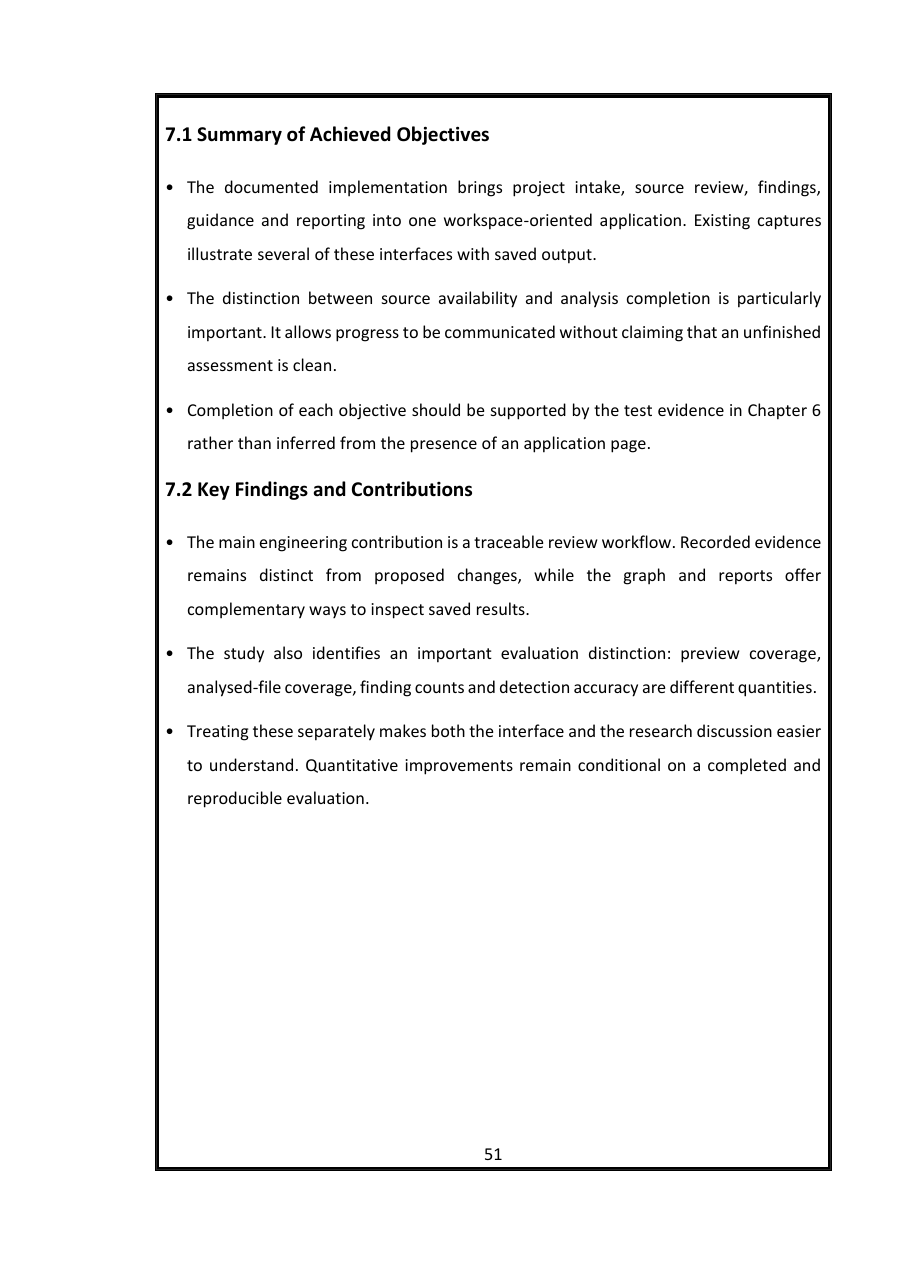 7.1 Summary of Achieved Objectives
• The documented implementation brings project intake, source review, findings,
guidance and reporting into one workspace-oriented application. Existing captures
illustrate several of these interfaces with saved output.
• The distinction between source availability and analysis completion is particularly
important. It allows progress to be communicated without claiming that an unfinished
assessment is clean.
• Completion of each objective should be supported by the test evidence in Chapter 6
rather than inferred from the presence of an application page.
7.2 Key Findings and Contributions
• The main engineering contribution is a traceable review workflow. Recorded evidence
remains distinct from proposed changes, while the graph and reports offer
complementary ways to inspect saved results.
• The study also identifies an important evaluation distinction: preview coverage,
analysed-file coverage, finding counts and detection accuracy are different quantities.
• Treating these separately makes both the interface and the research discussion easier
to understand. Quantitative improvements remain conditional on a completed and
reproducible evaluation.
51